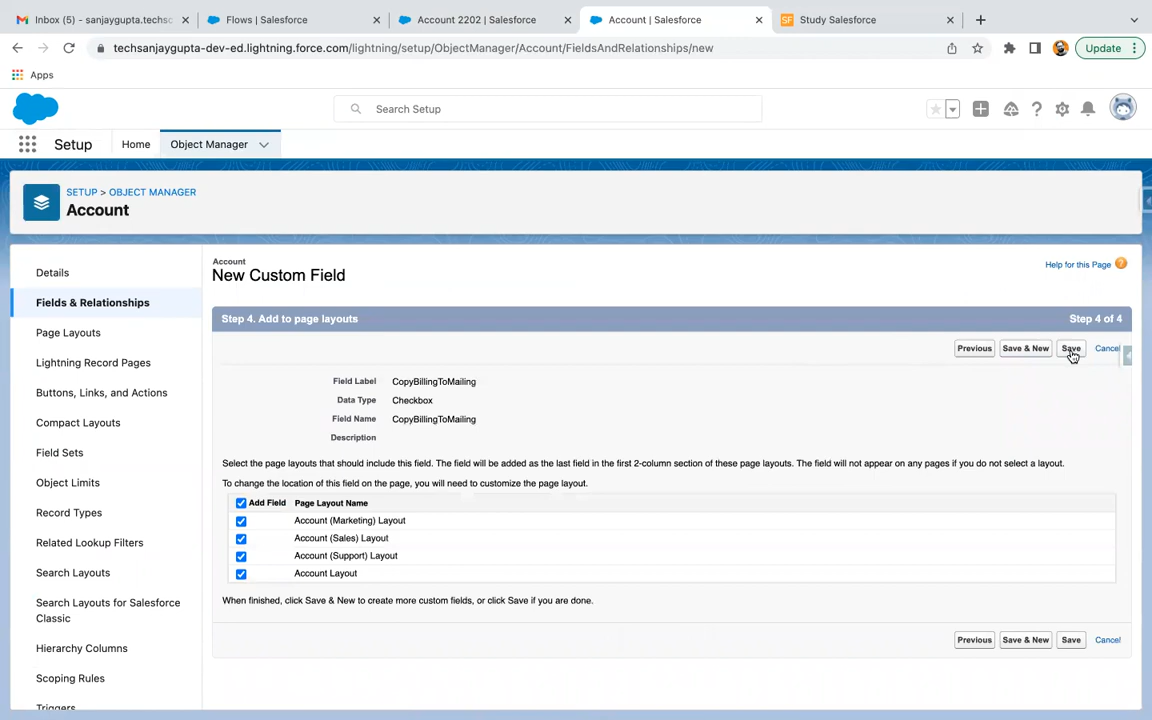 Inbox (5) - sanjaygupta.techsc
Flows | Salesforce
Account 2202 | Salesforce
Account | Salesforce
Study Salesforce
techsanjaygupta-dev-ed.lightning.force.com/lightning/setup/ObjectManager/Account/FieldsAndRelationships/new
Update
Apps
Search Setup
Setup
Home
Object Manager
SETUP > OBJECT MANAGER
Account
Details
Fields & Relationships
Page Layouts
Lightning Record Pages
Buttons, Links, and Actions
Compact Layouts
Field Sets
Object Limits
Record Types
Related Lookup Filters
Search Layouts
Search Layouts for Salesforce
Classic
Hierarchy Columns
Scoping Rules
Triggers
Account
New Custom Field
Help for this Page
Step 4. Add to page layouts
Step 4 of 4
Previous
Save & New
Save
Cancel
Field Label CopyBillingToMailing
Data Type Checkbox
Field Name CopyBillingToMailing
Description
Select the page layouts that should include this field. The field will be added as the last field in the first 2-column section of these page layouts. The field will not appear on any pages if you do not select a layout.
To change the location of this field on the page, you will need to customize the page layout.
Add Field Page Layout Name
Account (Marketing) Layout
Account (Sales) Layout
Account (Support) Layout
Account Layout
When finished, click Save & New to create more custom fields, or click Save if you are done.
Previous
Save & New
Save
Cancel